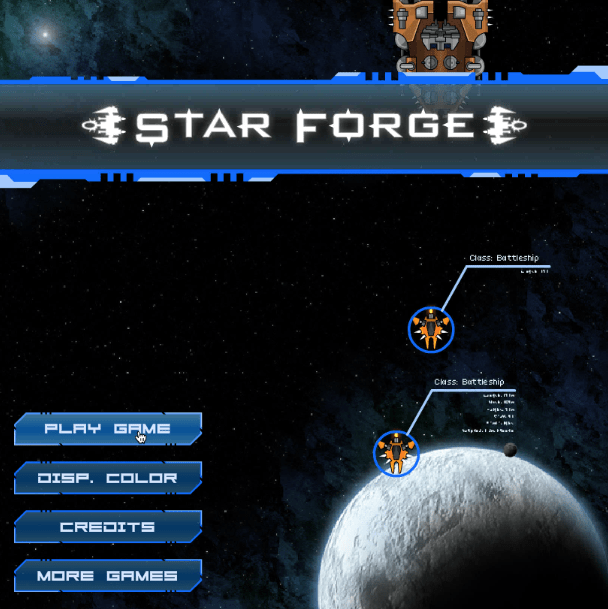 STAR FORGE
Class: Battleship
Class: Battleship
PLAY GAME
DISP. COLOR
CREDITS
MORE GAMES